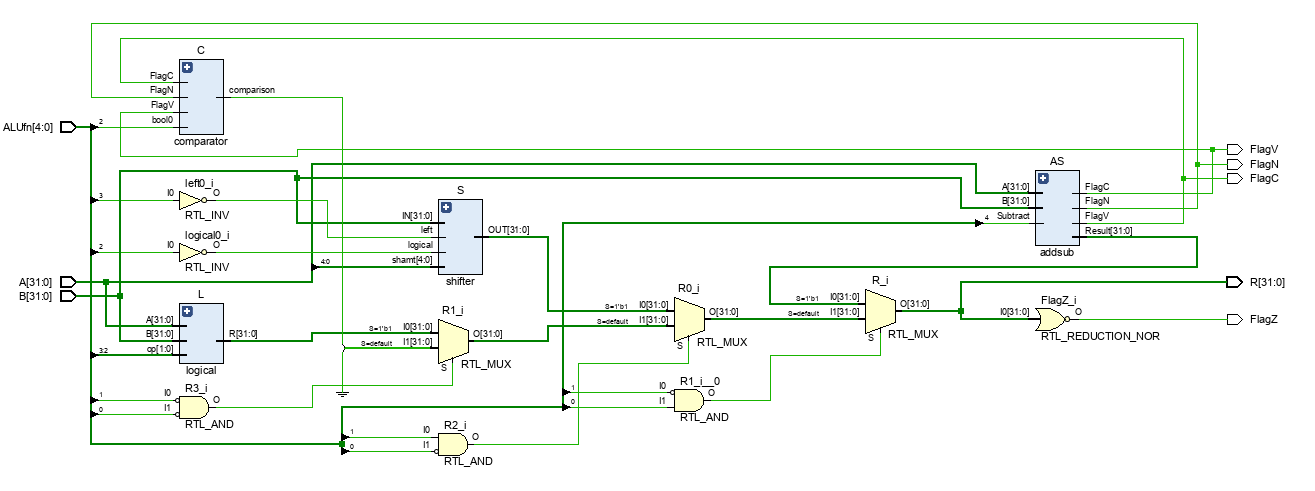 C
FlagC
FlagN
FlagV
bool0
comparison
comparator
ALUfn[4:0]
2
FlagV
FlagN
FlagC
left0_i
3
I0
O
RTL_INV
logical0_i
2
I0
O
RTL_INV
S
IN[31:0]
left
logical
shamt[4:0]
OUT[31:0]
4:0
shifter
AS
A[31:0]
B[31:0]
4
Subtract
FlagC
FlagN
FlagV
Result[31:0]
addsub
A[31:0]
B[31:0]
L
A[31:0]
B[31:0]
3:2
op[1:0]
R[31:0]
logical
R1_i
S=1'b1
I0[31:0]
S=default
I1[31:0]
O[31:0]
S
RTL_MUX
R0_i
S=1'b1
I0[31:0]
S=default
I1[31:0]
O[31:0]
S
RTL_MUX
R_i
S=1'b1
I0[31:0]
S=default
I1[31:0]
O[31:0]
S
RTL_MUX
R[31:0]
FlagZ_i
I0[31:0]
O
RTL_REDUCTION_NOR
FlagZ
R3_i
1
I0
0
I1
O
RTL_AND
R1_i__0
1
I0
0
I1
O
RTL_AND
R2_i
1
I0
0
I1
O
RTL_AND